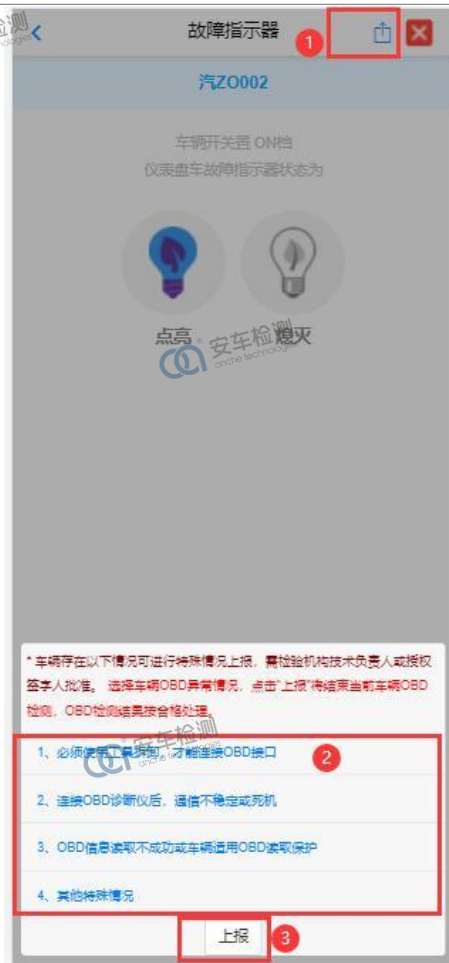 故障指示器
1
汽ZO002
车辆开关置 ON档
仪表盘车故障指示器状态为
点亮
熄灭
安车检测
anche technologies
* 车辆存在以下情况可进行特殊情况上报，需检验机构技术负责人或授权
签字人批准。 选择车辆OBD异常情况，点击"上报"将结束当前车辆OBD
检测，OBD检测结果按合格处理。
安车检测
1、必须使用工具拆卸，才能连接OBD接口
2
2、连接OBD诊断仪后，通信不稳定或死机
3、OBD信息读取不成功或车辆适用OBD读取保护
4、其他特殊情况
上报
3